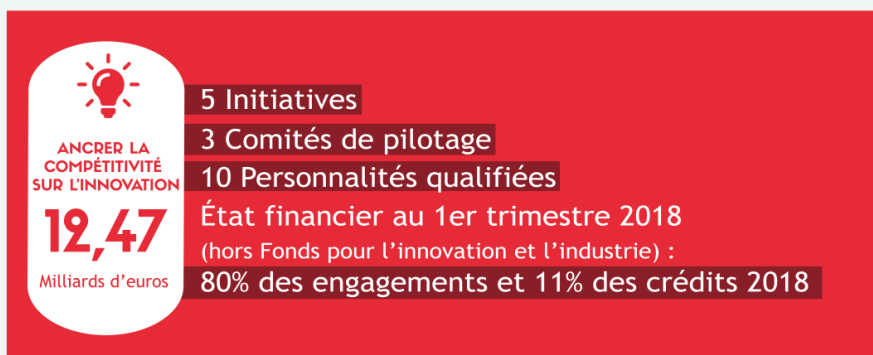 ANCRER LA
COMPÉTITIVITÉ
SUR L'INNOVATION
12,47
Milliards d'euros
5 Initiatives
3 Comités de pilotage
10 Personnalités qualifiées
État financier au 1er trimestre 2018
(hors Fonds pour l'innovation et l'industrie) :
80% des engagements et 11% des crédits 2018